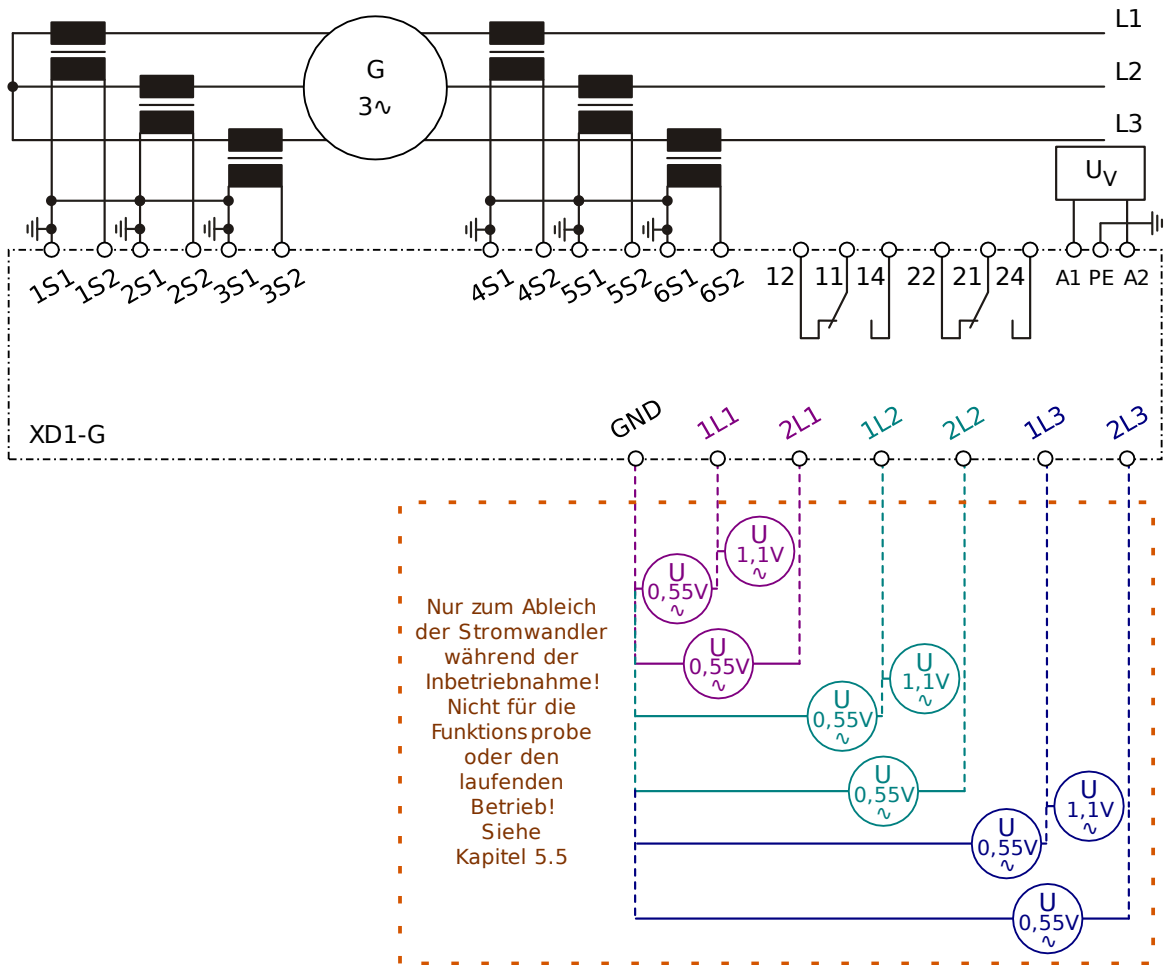 L1
G
3∿
L2
L3
U_V
1S1 1S2 2S1 2S2 3S1 3S2 4S1 4S2 5S1 5S2 6S1 6S2 12 11 14 22 21 24 A1 PE A2
XD1-G
GND 1L1 2L1 1L2 2L2 1L3 2L3
U
1,1V
∿
U
0,55V
∿
U
0,55V
∿
U
1,1V
∿
U
0,55V
∿
U
0,55V
∿
U
1,1V
∿
U
0,55V
∿
U
0,55V
∿
Nur zum Ableich
der Stromwandler
während der
Inbetriebnahme!
Nicht für die
Funktionsprobe
oder den
laufenden
Betrieb!
Siehe
Kapitel 5.5